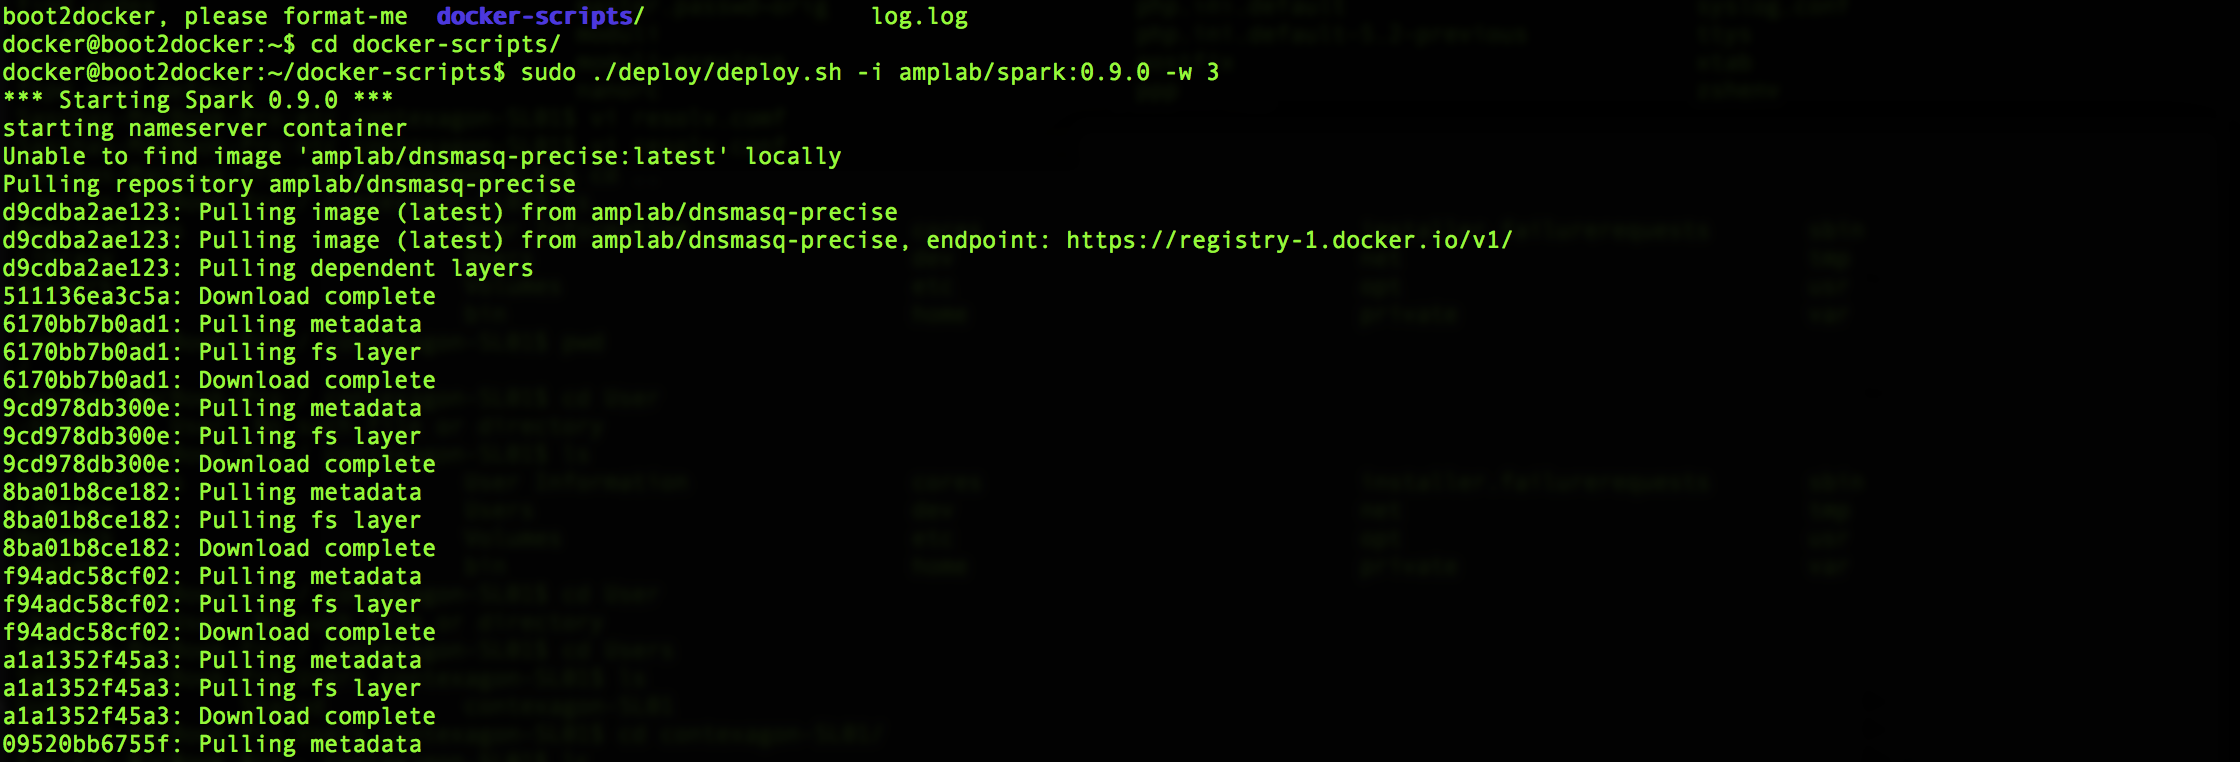 boot2docker, please format-me  docker-scripts/                 log.log
docker@boot2docker:~$ cd docker-scripts/
docker@boot2docker:~/docker-scripts$ sudo ./deploy/deploy.sh -i amplab/spark:0.9.0 -w 3
*** Starting Spark 0.9.0 ***
starting nameserver container
Unable to find image 'amplab/dnsmasq-precise:latest' locally
Pulling repository amplab/dnsmasq-precise
d9cdba2ae123: Pulling image (latest) from amplab/dnsmasq-precise
d9cdba2ae123: Pulling image (latest) from amplab/dnsmasq-precise, endpoint: https://registry-1.docker.io/v1/
d9cdba2ae123: Pulling dependent layers
511136ea3c5a: Download complete
6170bb7b0ad1: Pulling metadata
6170bb7b0ad1: Pulling fs layer
6170bb7b0ad1: Download complete
9cd978db300e: Pulling metadata
9cd978db300e: Pulling fs layer
9cd978db300e: Download complete
8ba01b8ce182: Pulling metadata
8ba01b8ce182: Pulling fs layer
8ba01b8ce182: Download complete
f94adc58cf02: Pulling metadata
f94adc58cf02: Pulling fs layer
f94adc58cf02: Download complete
a1a1352f45a3: Pulling metadata
a1a1352f45a3: Pulling fs layer
a1a1352f45a3: Download complete
09520bb6755f: Pulling metadata